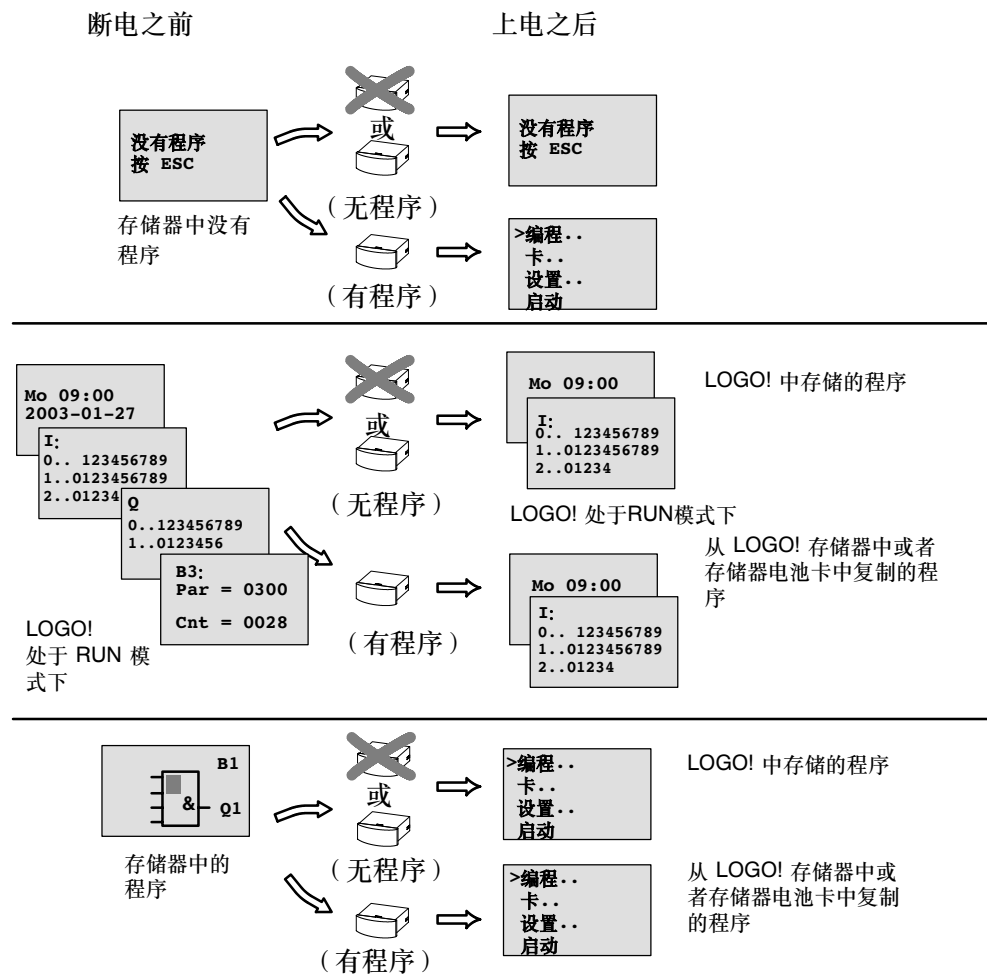 断电之前
上电之后
没有程序
按 ESC
存储器中没有
程序
或
(无程序)
(有程序)
没有程序
按 ESC
>编程..
卡..
设置..
启动
Mo 09:00
2003-01-27
I:
0.. 123456789
1..0123456789
2..01234
Q
0..123456789
1..0123456
B3:
Par = 0300
Cnt = 0028
LOGO!
处于 RUN 模
式下
或
(无程序)
(有程序)
Mo 09:00
I:
0.. 123456789
1..0123456789
2..01234
LOGO! 中存储的程序
LOGO! 处于RUN模式下
Mo 09:00
I:
0.. 123456789
1..0123456789
2..01234
从 LOGO! 存储器中或者
存储器电池卡中复制的程
序
B1
&
Q1
存储器中的
程序
或
(无程序)
(有程序)
>编程..
卡..
设置..
启动
LOGO! 中存储的程序
>编程..
卡..
设置..
启动
从 LOGO! 存储器中或
者存储器电池卡中复制
的程序